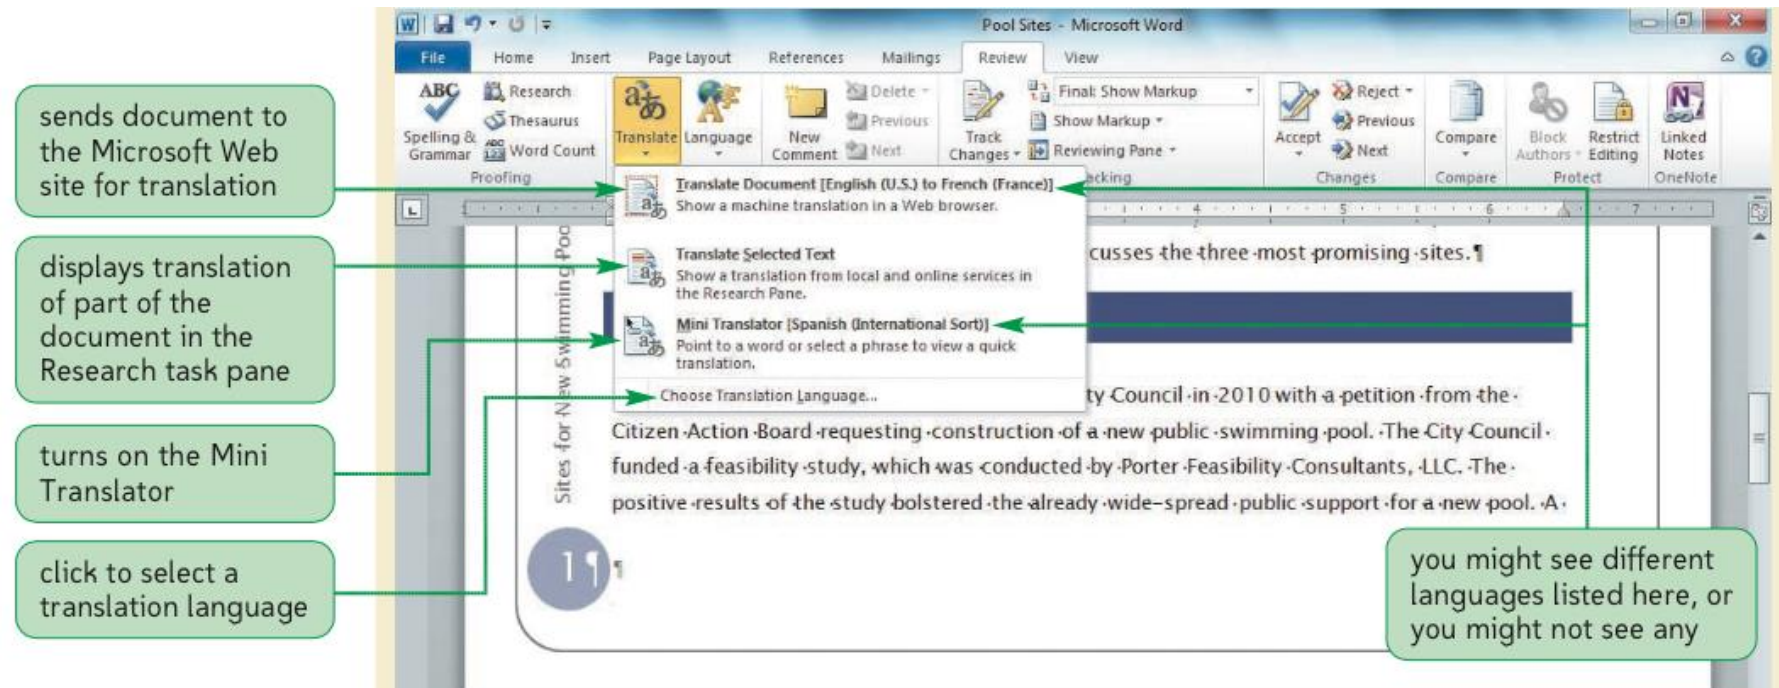 Pool Sites - Microsoft Word
File Home Insert Page Layout References Mailings Review View
sends document to
the Microsoft Web
site for translation
displays translation
of part of the
document in the
Research task pane
turns on the Mini
Translator
click to select a
translation language
ABC
Spelling &
Grammar
Research
Thesaurus
ABC
123
Word Count
Proofing
Translate
Language
New
Comment
Delete
Previous
Next
Track
Changes
Final: Show Markup
Show Markup
Reviewing Pane
acking
Accept
Reject
Previous
Next
Changes
Compare
Compare
Block
Authors
Restrict
Editing
Protect
Linked
Notes
OneNote
Translate Document [English (U.S.) to French (France)]
Show a machine translation in a Web browser.
Translate Selected Text
Show a translation from local and online services in
the Research Pane.
Mini Translator [Spanish (International Sort)]
Point to a word or select a phrase to view a quick
translation.
Choose Translation Language...
4 5 6 7
Sites for New Swimming Poo
cusses the three most promising sites.¶
ty Council in 2010 with a petition from the
Citizen Action Board requesting construction of a new public swimming pool. The City Council
funded a feasibility study, which was conducted by Porter Feasibility Consultants, LLC. The
positive results of the study bolstered the already wide-spread public support for a new pool. A
1¶
¶
you might see different
languages listed here, or
you might not see any